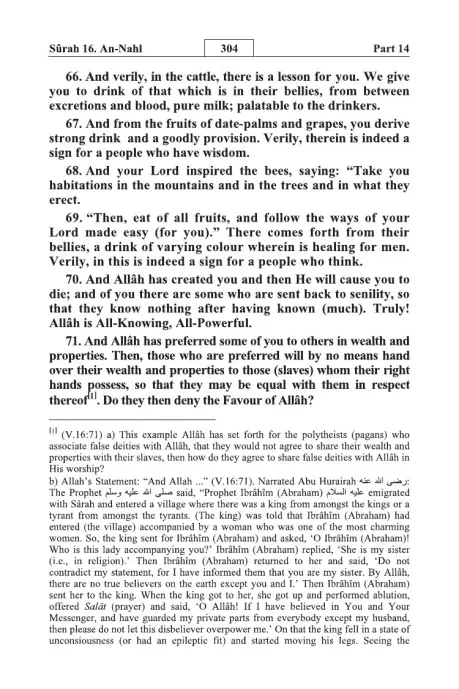 Sûrah 16. An-Nahl 304 Part 14
66. And verily, in the cattle, there is a lesson for you. We give
you to drink of that which is in their bellies, from between
excretions and blood, pure milk; palatable to the drinkers.
67. And from the fruits of date-palms and grapes, you derive
strong drink and a goodly provision. Verily, therein is indeed a
sign for a people who have wisdom.
68. And your Lord inspired the bees, saying: “Take you
habitations in the mountains and in the trees and in what they
erect.
69. “Then, eat of all fruits, and follow the ways of your
Lord made easy (for you).” There comes forth from their
bellies, a drink of varying colour wherein is healing for men.
Verily, in this is indeed a sign for a people who think.
70. And Allâh has created you and then He will cause you to
die; and of you there are some who are sent back to senility, so
that they know nothing after having known (much). Truly!
Allâh is All-Knowing, All-Powerful.
71. And Allâh has preferred some of you to others in wealth and
properties. Then, those who are preferred will by no means hand
over their wealth and properties to those (slaves) whom their right
hands possess, so that they may be equal with them in respect
thereof[1]. Do they then deny the Favour of Allâh?
[1] (V.16:71) a) This example Allâh has set forth for the polytheists (pagans) who
associate false deities with Allâh, that they would not agree to share their wealth and
properties with their slaves, then how do they agree to share false deities with Allâh in
His worship?
b) Allah’s Statement: “And Allah ...” (V.16:71). Narrated Abu Hurairah رضى الله عنه:
The Prophet صلى الله عليه وسلم said, “Prophet Ibrâhîm (Abraham) عليه السلام emigrated
with Sârah and entered a village where there was a king from amongst the kings or a
tyrant from amongst the tyrants. (The king) was told that Ibrâhîm (Abraham) had
entered (the village) accompanied by a woman who was one of the most charming
women. So, the king sent for Ibrâhîm (Abraham) and asked, ‘O Ibrâhîm (Abraham)!
Who is this lady accompanying you?’ Ibrâhîm (Abraham) replied, ‘She is my sister
(i.e., in religion).’ Then Ibrâhîm (Abraham) returned to her and said, ‘Do not
contradict my statement, for I have informed them that you are my sister. By Allâh,
there are no true believers on the earth except you and I.’ Then Ibrâhîm (Abraham)
sent her to the king. When the king got to her, she got up and performed ablution,
offered Salât (prayer) and said, ‘O Allâh! If I have believed in You and Your
Messenger, and have guarded my private parts from everybody except my husband,
then please do not let this disbeliever overpower me.’ On that the king fell in a state of
unconsiousness (or had an epileptic fit) and started moving his legs. Seeing the